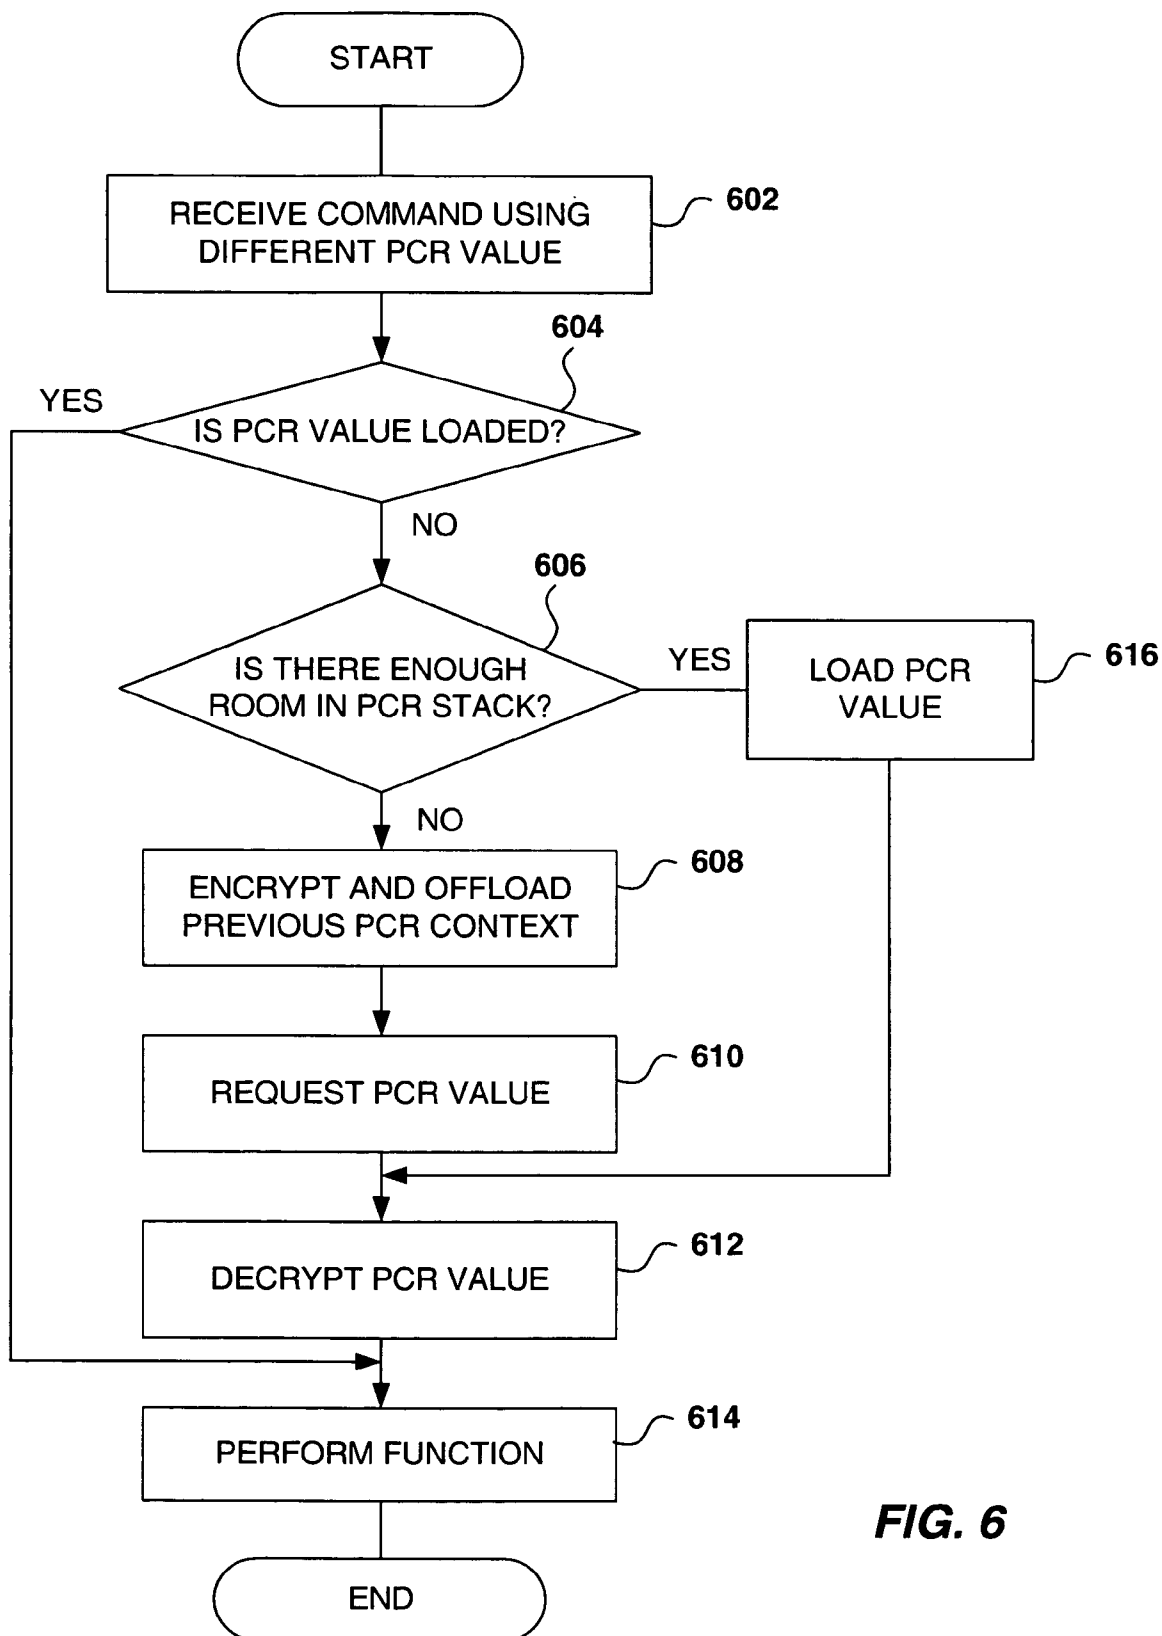 START
RECEIVE COMMAND USING
DIFFERENT PCR VALUE
602
604
YES
IS PCR VALUE LOADED?
NO
606
IS THERE ENOUGH
ROOM IN PCR STACK?
YES
LOAD PCR
VALUE
616
NO
ENCRYPT AND OFFLOAD
PREVIOUS PCR CONTEXT
608
REQUEST PCR VALUE
610
DECRYPT PCR VALUE
612
PERFORM FUNCTION
614
FIG. 6
END